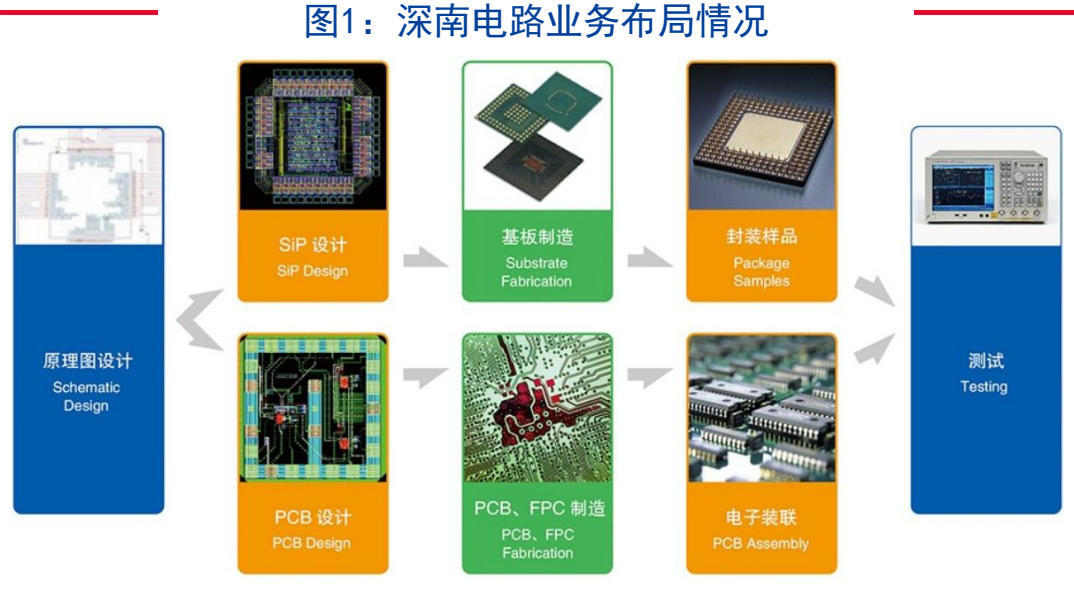 图1：深南电路业务布局情况
原理图设计
Schematic
Design
SiP 设计
SiP Design
基板制造
Substrate
Fabrication
封装样品
Package
Samples
PCB 设计
PCB Design
PCB、FPC 制造
PCB、FPC
Fabrication
电子装联
PCB Assembly
测试
Testing